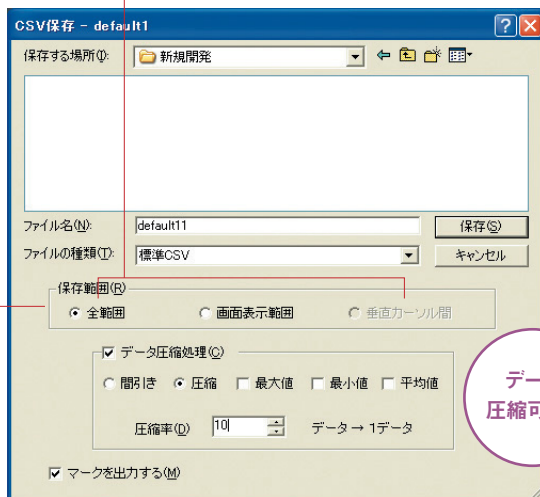 CSV保存 - default1
保存する場所(I): 新規開発
ファイル名(N): default11 保存(S)
ファイルの種類(T): 標準CSV キャンセル
保存範囲(R)
全範囲 画面表示範囲 垂直カーソル間
データ圧縮処理(C)
間引き 圧縮 最大値 最小値 平均値
圧縮率(D) 10 データ → 1データ
マークを出力する(M)
デー
圧縮可